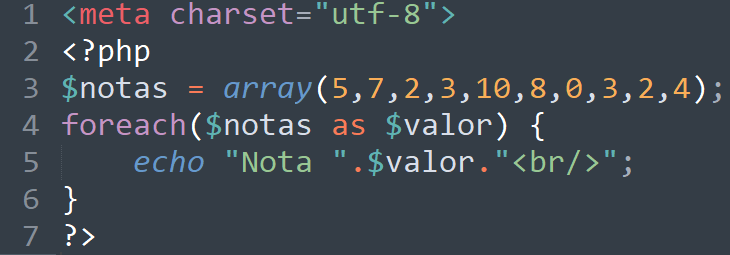 1 <meta charset="utf-8">
2 <?php
3 $notas = array(5,7,2,3,10,8,0,3,2,4);
4 foreach($notas as $valor) {
5     echo "Nota ".$valor."<br/>";
6 }
7 ?>